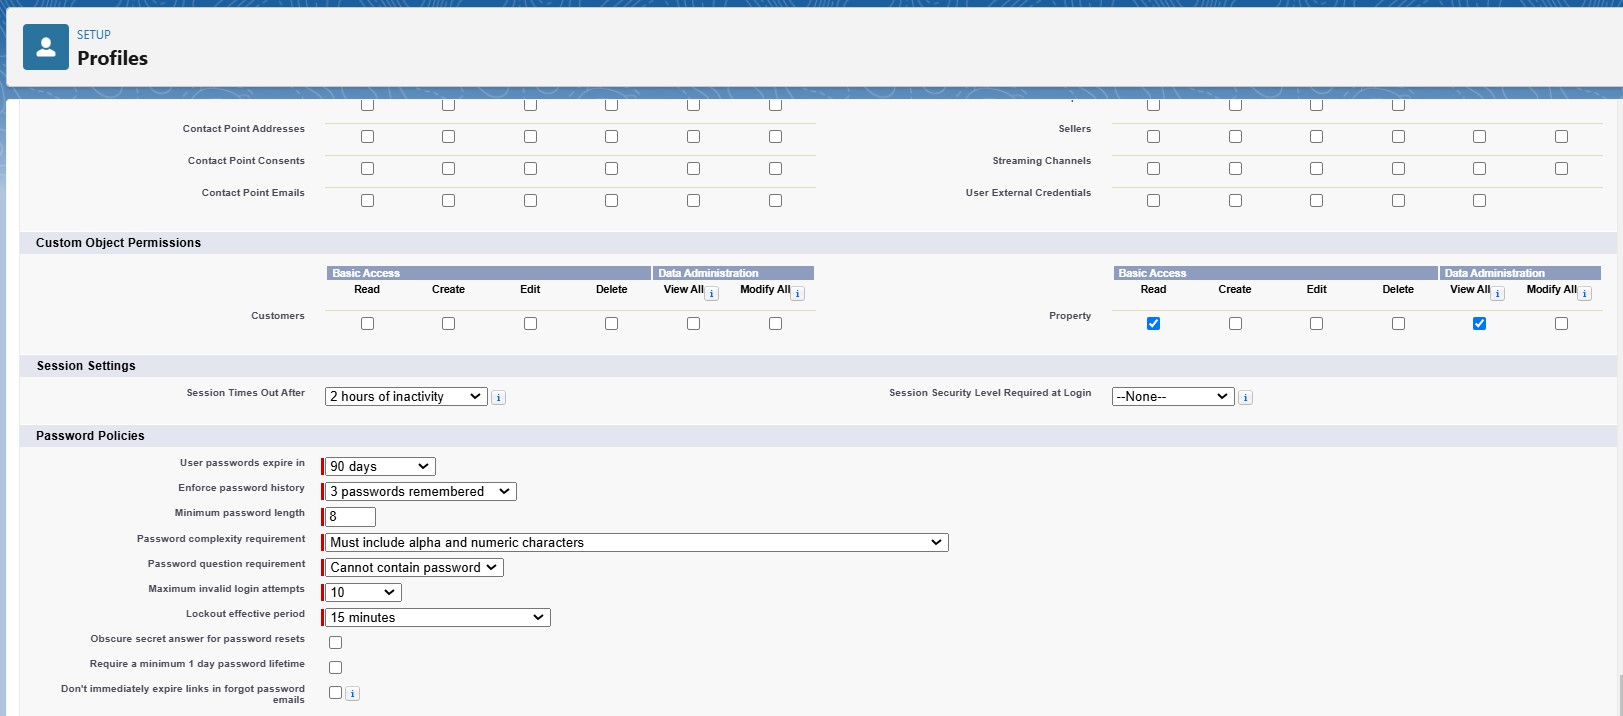 SETUP
Profiles
Contact Point Addresses
Sellers
Contact Point Consents
Streaming Channels
Contact Point Emails
User External Credentials
Custom Object Permissions
Basic Access Data Administration Basic Access Data Administration
Read Create Edit Delete View All i Modify All i Read Create Edit Delete View All i Modify All i
Customers
Property
Session Settings
Session Times Out After 2 hours of inactivity i Session Security Level Required at Login --None-- i
Password Policies
User passwords expire in 90 days
Enforce password history 3 passwords remembered
Minimum password length 8
Password complexity requirement Must include alpha and numeric characters
Password question requirement Cannot contain password
Maximum invalid login attempts 10
Lockout effective period 15 minutes
Obscure secret answer for password resets
Require a minimum 1 day password lifetime
Don't immediately expire links in forgot password i
emails